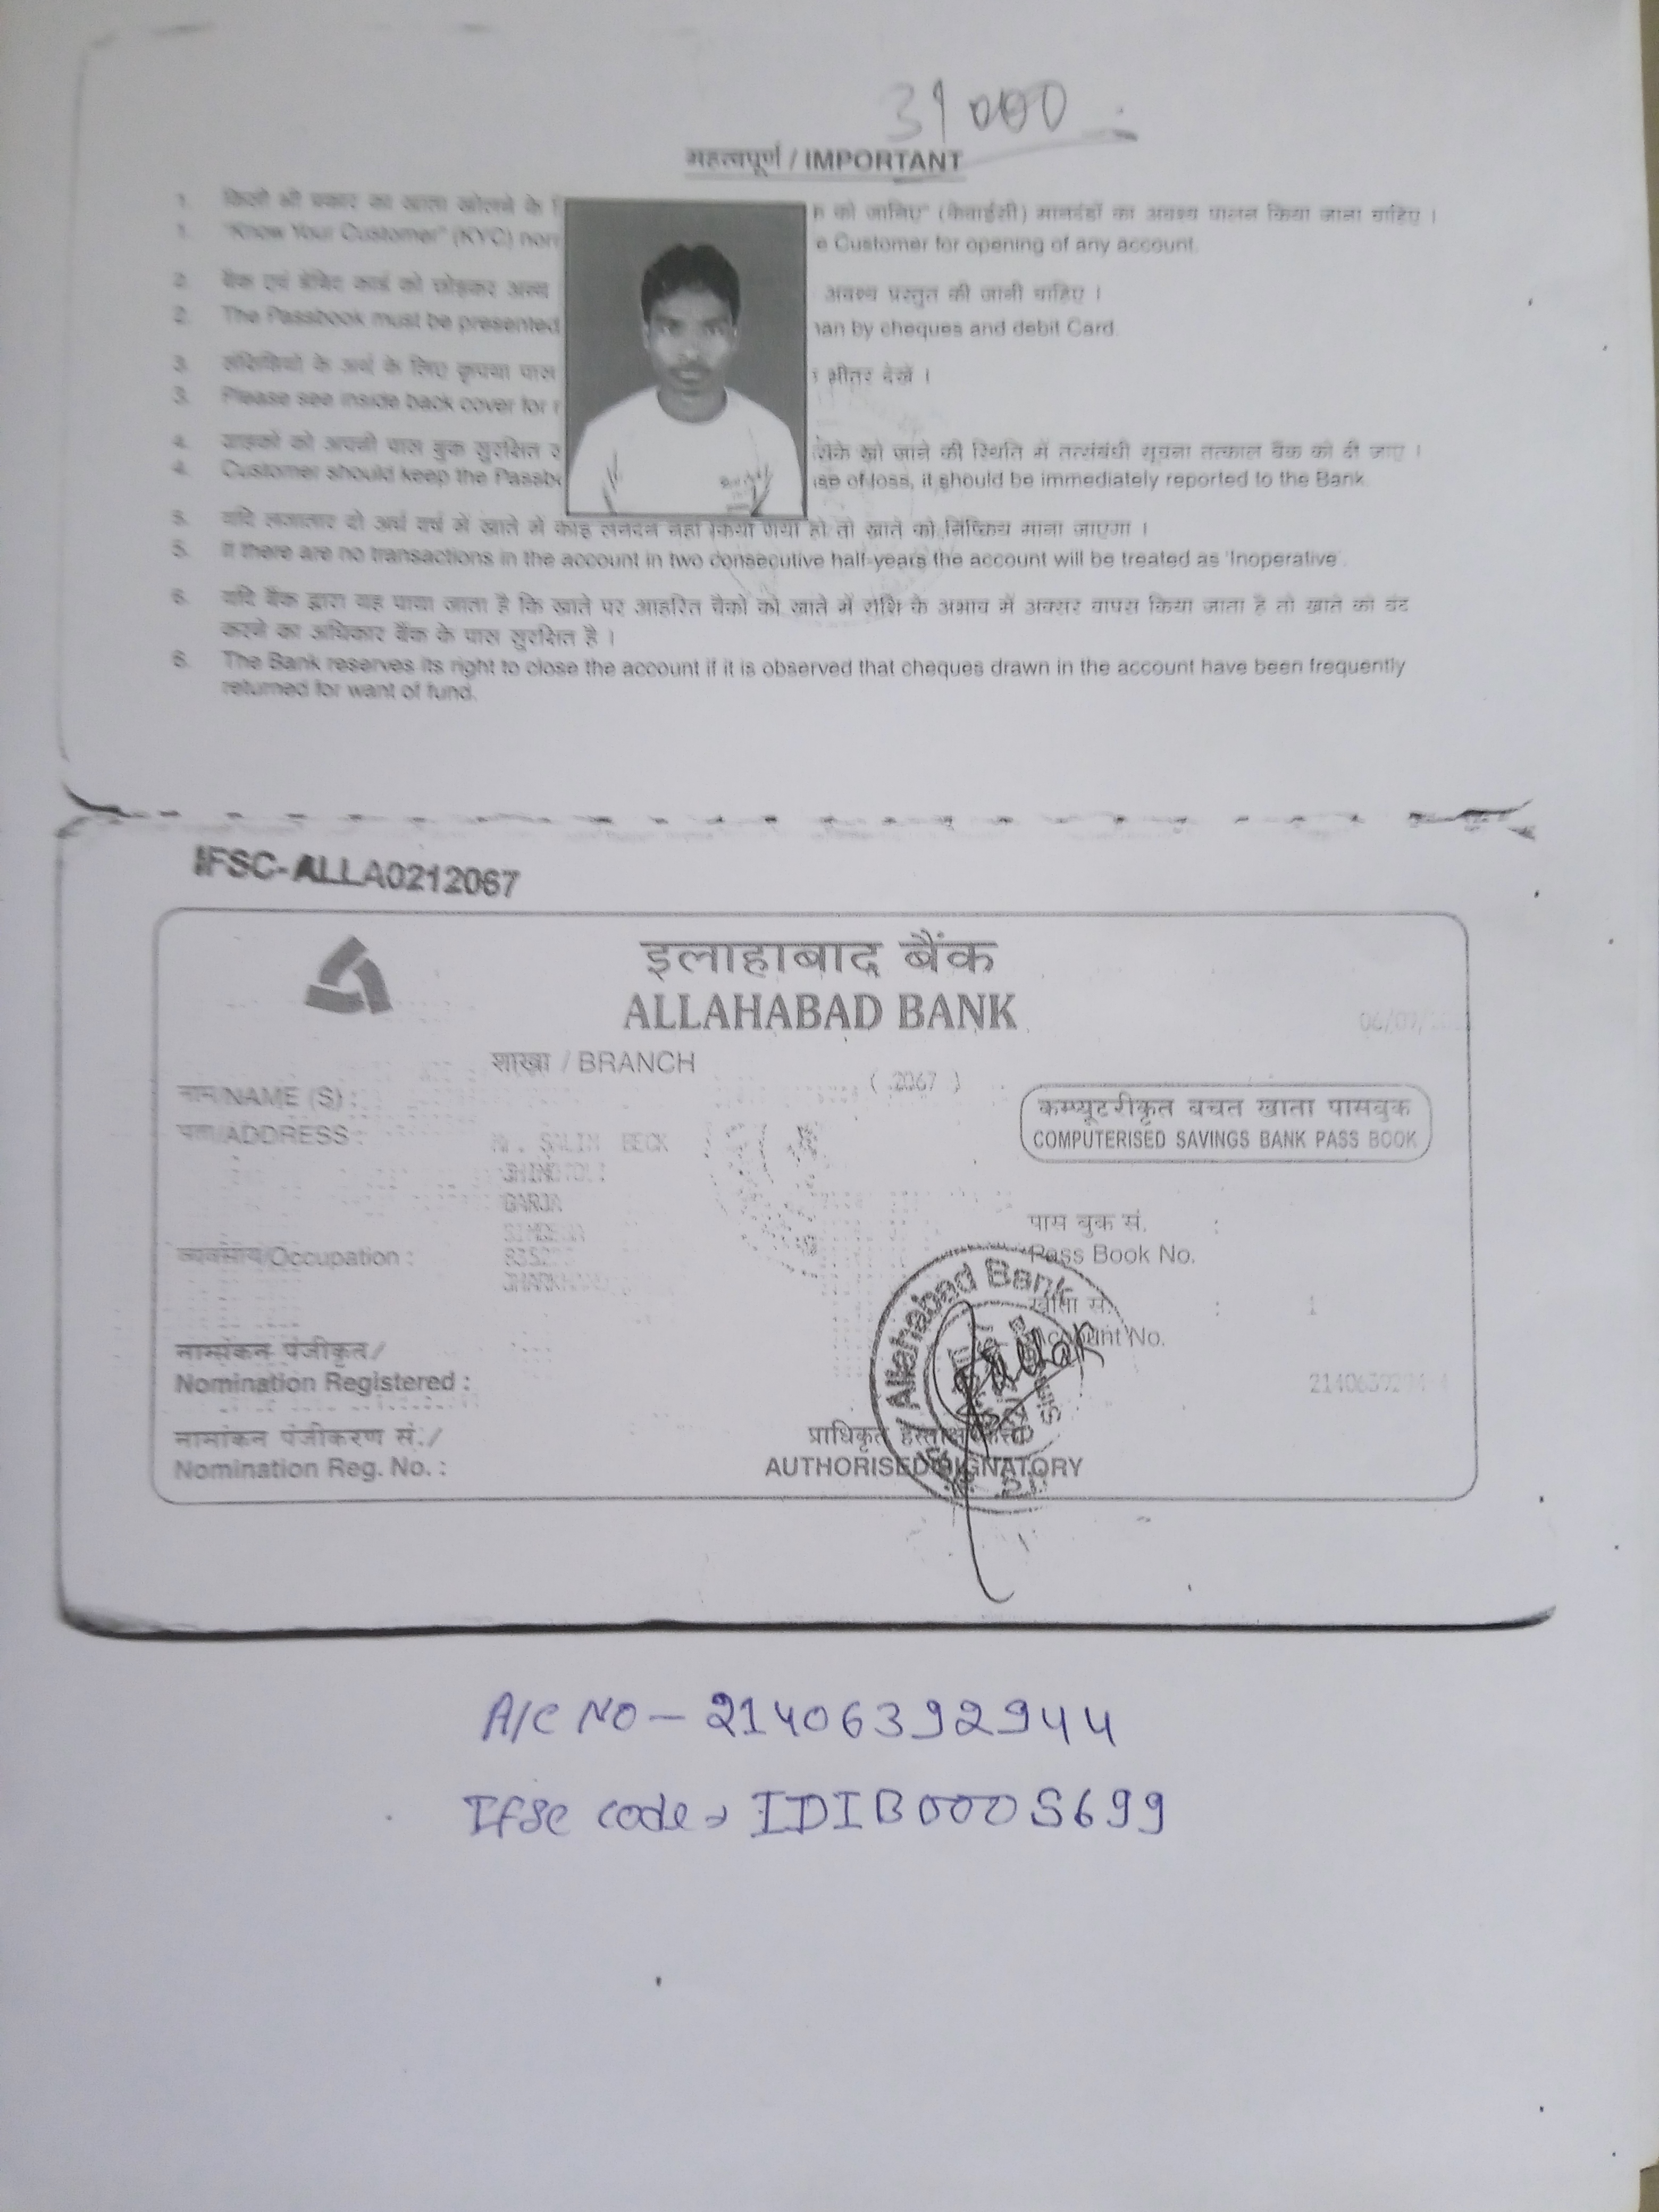 31000
महत्वपूर्ण / IMPORTANT
1. किसी भी प्रकार का खाता खोलने के को जानिए" (केवाईसी) मानदंडों का अवश्य पालन किया जाना चाहिए ।
1. "Know Your Customer" (KYC) nor e Customer for opening of any account.
2. चैक एवं डेबिट कार्ड को छोड़कर अन्य अवश्य प्रस्तुत की जानी चाहिए ।
2. The Passbook must be presented han by cheques and debit Card.
3. संक्षिप्तियों के अर्थ के लिए कृपया पास भीतर देखें ।
3. Please see inside back cover for
4. ग्राहकों को अपनी पास बुक सुरक्षित खो जाने की स्थिति में तत्संबंधी सूचना तत्काल बैंक को दी जाए ।
4. Customer should keep the Passb ase of loss, it should be immediately reported to the Bank.
5. यदि लगातार दो अर्ध वर्ष में खाते में कोई लेनदेन नहीं किया गया हो तो खाते को निष्क्रिय माना जाएगा ।
5. If there are no transactions in the account in two consecutive half-years the account will be treated as 'Inoperative'.
6. यदि बैंक द्वारा यह पाया जाता है कि खाते पर आहरित चैकों को खाते में राशि के अभाव में अक्सर वापस किया जाता है तो खाते को बंद
करने का अधिकार बैंक के पास सुरक्षित है ।
6. The Bank reserves its right to close the account if it is observed that cheques drawn in the account have been frequently
returned for want of fund.
IFSC-ALLA0212067
इलाहाबाद बैंक
ALLAHABAD BANK
06/09/
शाखा / BRANCH
( 2067 )
नाम/NAME (S) :
पता/ADDRESS :
कम्प्यूटरीकृत बचत खाता पासबुक
COMPUTERISED SAVINGS BANK PASS BOOK
Mr. SALIM BECK
GARJA
पास बुक सं. :
Pass Book No.
व्यवसाय/Occupation :
खाता सं. : 1
Account No.
नामांकन पंजीकृत/
Nomination Registered :
नामांकन पंजीकरण सं./
Nomination Reg. No. :
Allahabad Bank
प्राधिकृत हस्ताक्षरकर्ता
AUTHORISED SIGNATORY
A/C NO - 21406392944
Ifsc code → IDIB000S699